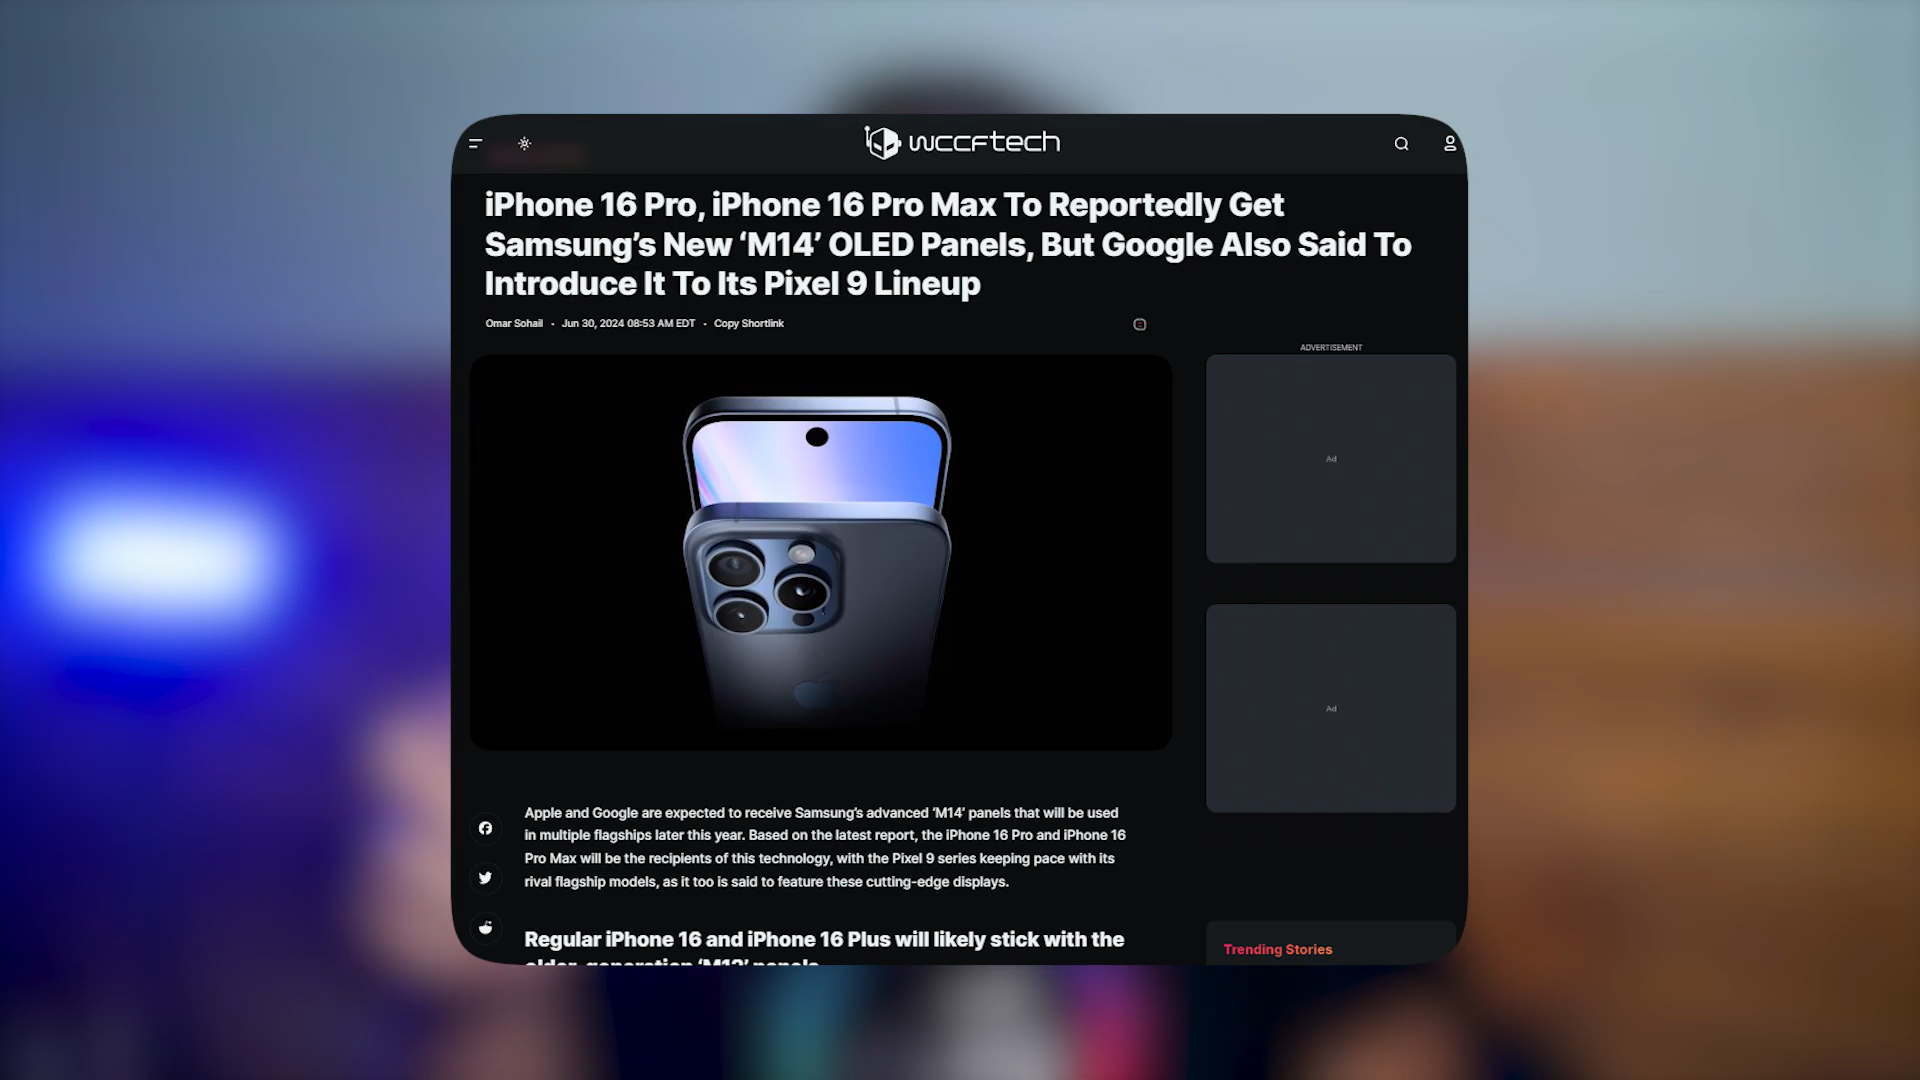 wccftech
iPhone 16 Pro, iPhone 16 Pro Max To Reportedly Get
Samsung’s New ‘M14’ OLED Panels, But Google Also Said To
Introduce It To Its Pixel 9 Lineup
Omar Sohail • Jun 30, 2024 08:53 AM EDT • Copy Shortlink
ADVERTISEMENT
Ad
Ad
Apple and Google are expected to receive Samsung’s advanced ‘M14’ panels that will be used
in multiple flagships later this year. Based on the latest report, the iPhone 16 Pro and iPhone 16
Pro Max will be the recipients of this technology, with the Pixel 9 series keeping pace with its
rival flagship models, as it too is said to feature these cutting-edge displays.
Regular iPhone 16 and iPhone 16 Plus will likely stick with the
older-generation ‘M12’ panels
Trending Stories